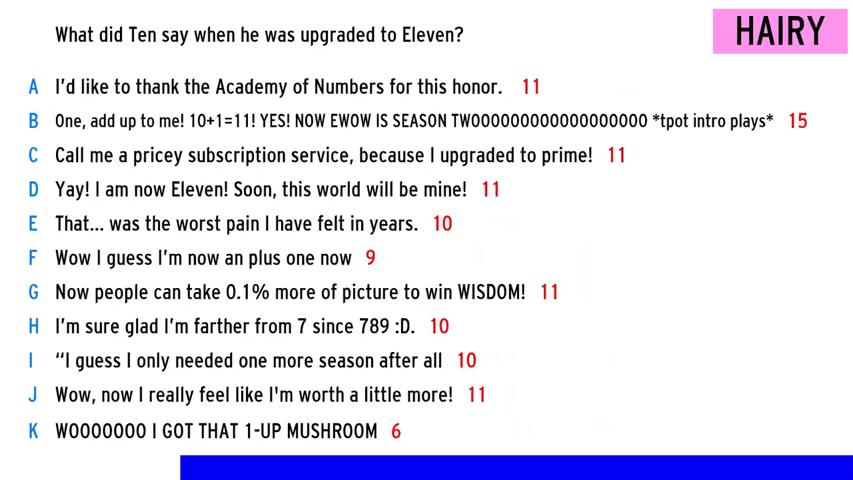 What did Ten say when he was upgraded to Eleven?
HAIRY
A I'd like to thank the Academy of Numbers for this honor. 11
B One, add up to me! 10+1=11! YES! NOW EWOW IS SEASON TWOOOOOOOOOOOOOOOOOO *tpot intro plays* 15
C Call me a pricey subscription service, because I upgraded to prime! 11
D Yay! I am now Eleven! Soon, this world will be mine! 11
E That... was the worst pain I have felt in years. 10
F Wow I guess I'm now an plus one now 9
G Now people can take 0.1% more of picture to win WISDOM! 11
H I'm sure glad I'm farther from 7 since 789 :D. 10
I “I guess I only needed one more season after all 10
J Wow, now I really feel like I'm worth a little more! 11
K WOOOOOOO I GOT THAT 1-UP MUSHROOM 6